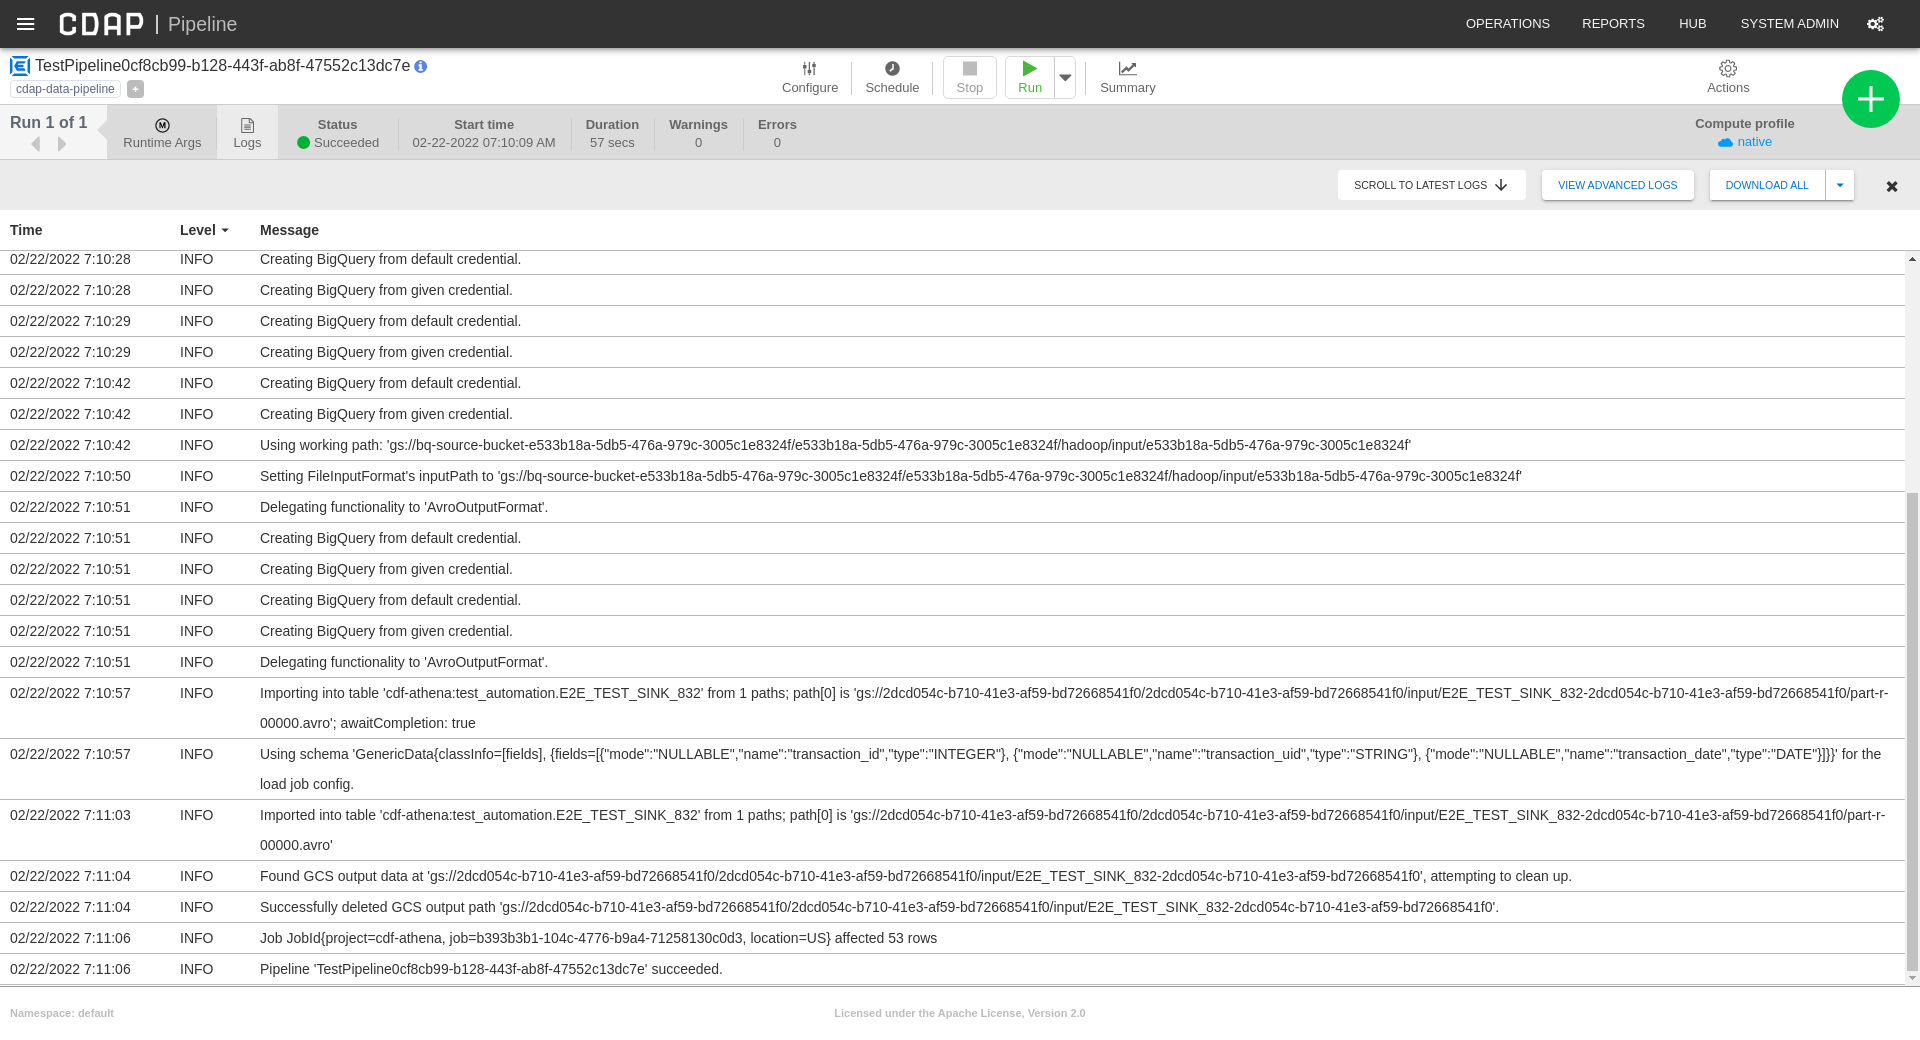 CDAP | Pipeline
OPERATIONS REPORTS HUB SYSTEM ADMIN
TestPipeline0cf8cb99-b128-443f-ab8f-47552c13dc7e
cdap-data-pipeline +
Configure Schedule Stop Run Summary Actions
Run 1 of 1
M
Runtime Args
Logs
Status
Succeeded
Start time
02-22-2022 07:10:09 AM
Duration
57 secs
Warnings
0
Errors
0
Compute profile
native
SCROLL TO LATEST LOGS
VIEW ADVANCED LOGS
DOWNLOAD ALL
Time Level Message
02/22/2022 7:10:28 INFO Creating BigQuery from default credential.
02/22/2022 7:10:28 INFO Creating BigQuery from given credential.
02/22/2022 7:10:29 INFO Creating BigQuery from default credential.
02/22/2022 7:10:29 INFO Creating BigQuery from given credential.
02/22/2022 7:10:42 INFO Creating BigQuery from default credential.
02/22/2022 7:10:42 INFO Creating BigQuery from given credential.
02/22/2022 7:10:42 INFO Using working path: 'gs://bq-source-bucket-e533b18a-5db5-476a-979c-3005c1e8324f/e533b18a-5db5-476a-979c-3005c1e8324f/hadoop/input/e533b18a-5db5-476a-979c-3005c1e8324f'
02/22/2022 7:10:50 INFO Setting FileInputFormat's inputPath to 'gs://bq-source-bucket-e533b18a-5db5-476a-979c-3005c1e8324f/e533b18a-5db5-476a-979c-3005c1e8324f/hadoop/input/e533b18a-5db5-476a-979c-3005c1e8324f'
02/22/2022 7:10:51 INFO Delegating functionality to 'AvroOutputFormat'.
02/22/2022 7:10:51 INFO Creating BigQuery from default credential.
02/22/2022 7:10:51 INFO Creating BigQuery from given credential.
02/22/2022 7:10:51 INFO Creating BigQuery from default credential.
02/22/2022 7:10:51 INFO Creating BigQuery from given credential.
02/22/2022 7:10:51 INFO Delegating functionality to 'AvroOutputFormat'.
02/22/2022 7:10:57 INFO Importing into table 'cdf-athena:test_automation.E2E_TEST_SINK_832' from 1 paths; path[0] is 'gs://2dcd054c-b710-41e3-af59-bd72668541f0/2dcd054c-b710-41e3-af59-bd72668541f0/input/E2E_TEST_SINK_832-2dcd054c-b710-41e3-af59-bd72668541f0/part-r-
00000.avro'; awaitCompletion: true
02/22/2022 7:10:57 INFO Using schema 'GenericData{classInfo=[fields], {fields=[{"mode":"NULLABLE","name":"transaction_id","type":"INTEGER"}, {"mode":"NULLABLE","name":"transaction_uid","type":"STRING"}, {"mode":"NULLABLE","name":"transaction_date","type":"DATE"}]}}' for the
load job config.
02/22/2022 7:11:03 INFO Imported into table 'cdf-athena:test_automation.E2E_TEST_SINK_832' from 1 paths; path[0] is 'gs://2dcd054c-b710-41e3-af59-bd72668541f0/2dcd054c-b710-41e3-af59-bd72668541f0/input/E2E_TEST_SINK_832-2dcd054c-b710-41e3-af59-bd72668541f0/part-r-
00000.avro'
02/22/2022 7:11:04 INFO Found GCS output data at 'gs://2dcd054c-b710-41e3-af59-bd72668541f0/2dcd054c-b710-41e3-af59-bd72668541f0/input/E2E_TEST_SINK_832-2dcd054c-b710-41e3-af59-bd72668541f0', attempting to clean up.
02/22/2022 7:11:04 INFO Successfully deleted GCS output path 'gs://2dcd054c-b710-41e3-af59-bd72668541f0/2dcd054c-b710-41e3-af59-bd72668541f0/input/E2E_TEST_SINK_832-2dcd054c-b710-41e3-af59-bd72668541f0'.
02/22/2022 7:11:06 INFO Job JobId{project=cdf-athena, job=b393b3b1-104c-4776-b9a4-71258130c0d3, location=US} affected 53 rows
02/22/2022 7:11:06 INFO Pipeline 'TestPipeline0cf8cb99-b128-443f-ab8f-47552c13dc7e' succeeded.
Namespace: default
Licensed under the Apache License, Version 2.0